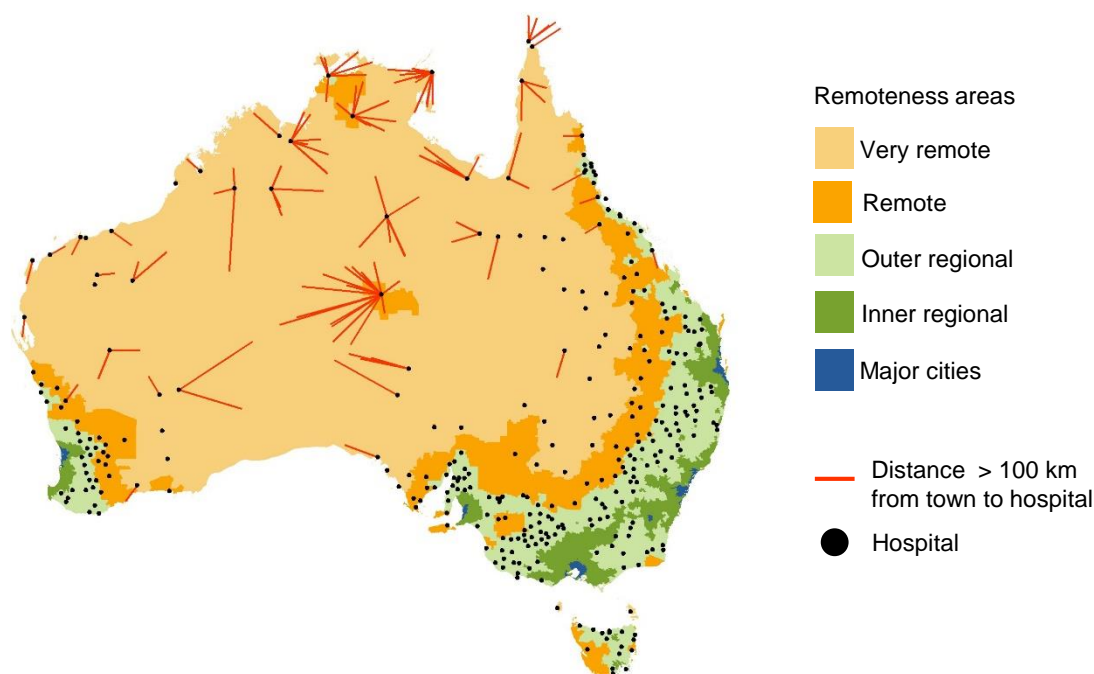 Remoteness areas
Very remote
Remote
Outer regional
Inner regional
Major cities
Distance > 100 km
from town to hospital
Hospital